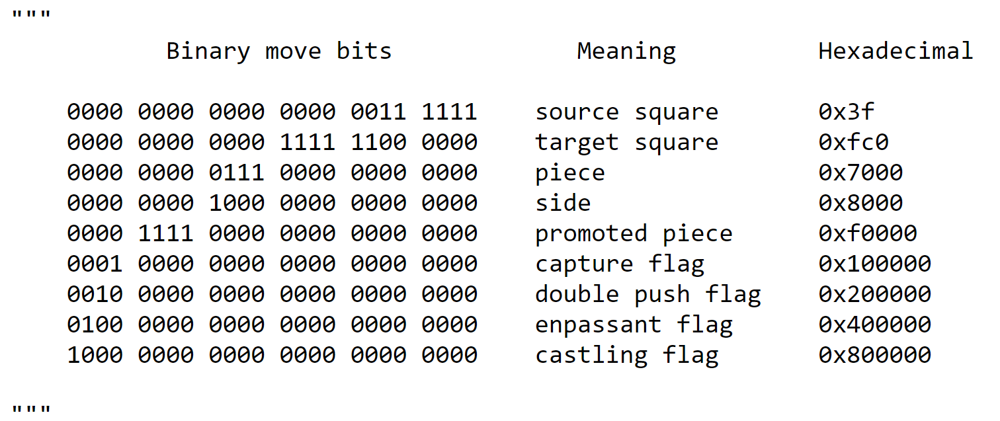 """
Binary move bits Meaning Hexadecimal
0000 0000 0000 0000 0011 1111 source square 0x3f
0000 0000 0000 1111 1100 0000 target square 0xfc0
0000 0000 0111 0000 0000 0000 piece 0x7000
0000 0000 1000 0000 0000 0000 side 0x8000
0000 1111 0000 0000 0000 0000 promoted piece 0xf0000
0001 0000 0000 0000 0000 0000 capture flag 0x100000
0010 0000 0000 0000 0000 0000 double push flag 0x200000
0100 0000 0000 0000 0000 0000 enpassant flag 0x400000
1000 0000 0000 0000 0000 0000 castling flag 0x800000
"""